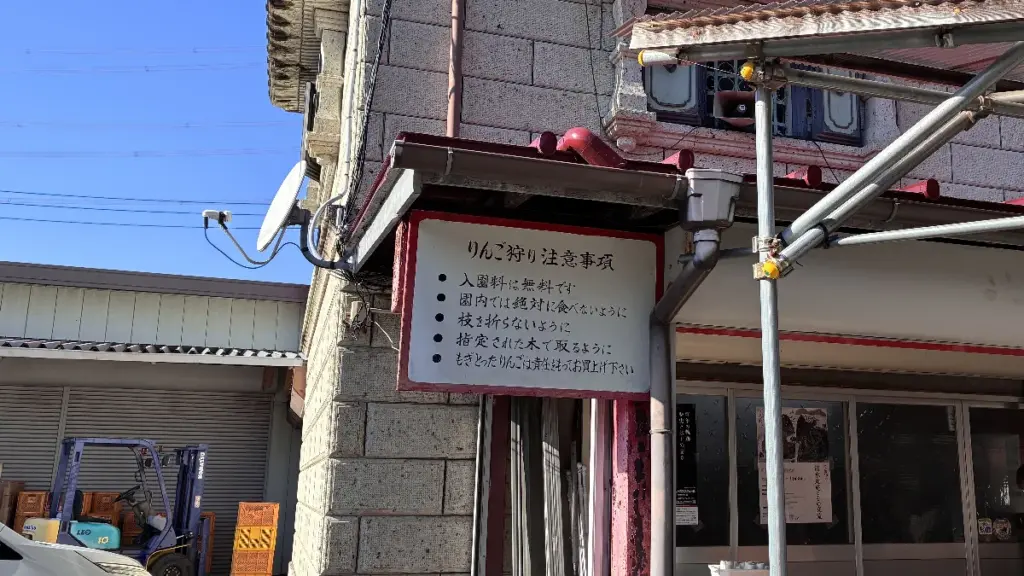 りんご狩り注意事項
● 入園料は無料です
● 園内では絶対に食べないように
● 枝を折らないように
● 指定された木で取るように
● もぎとったりんごは責任持ってお買上げ下さい
10